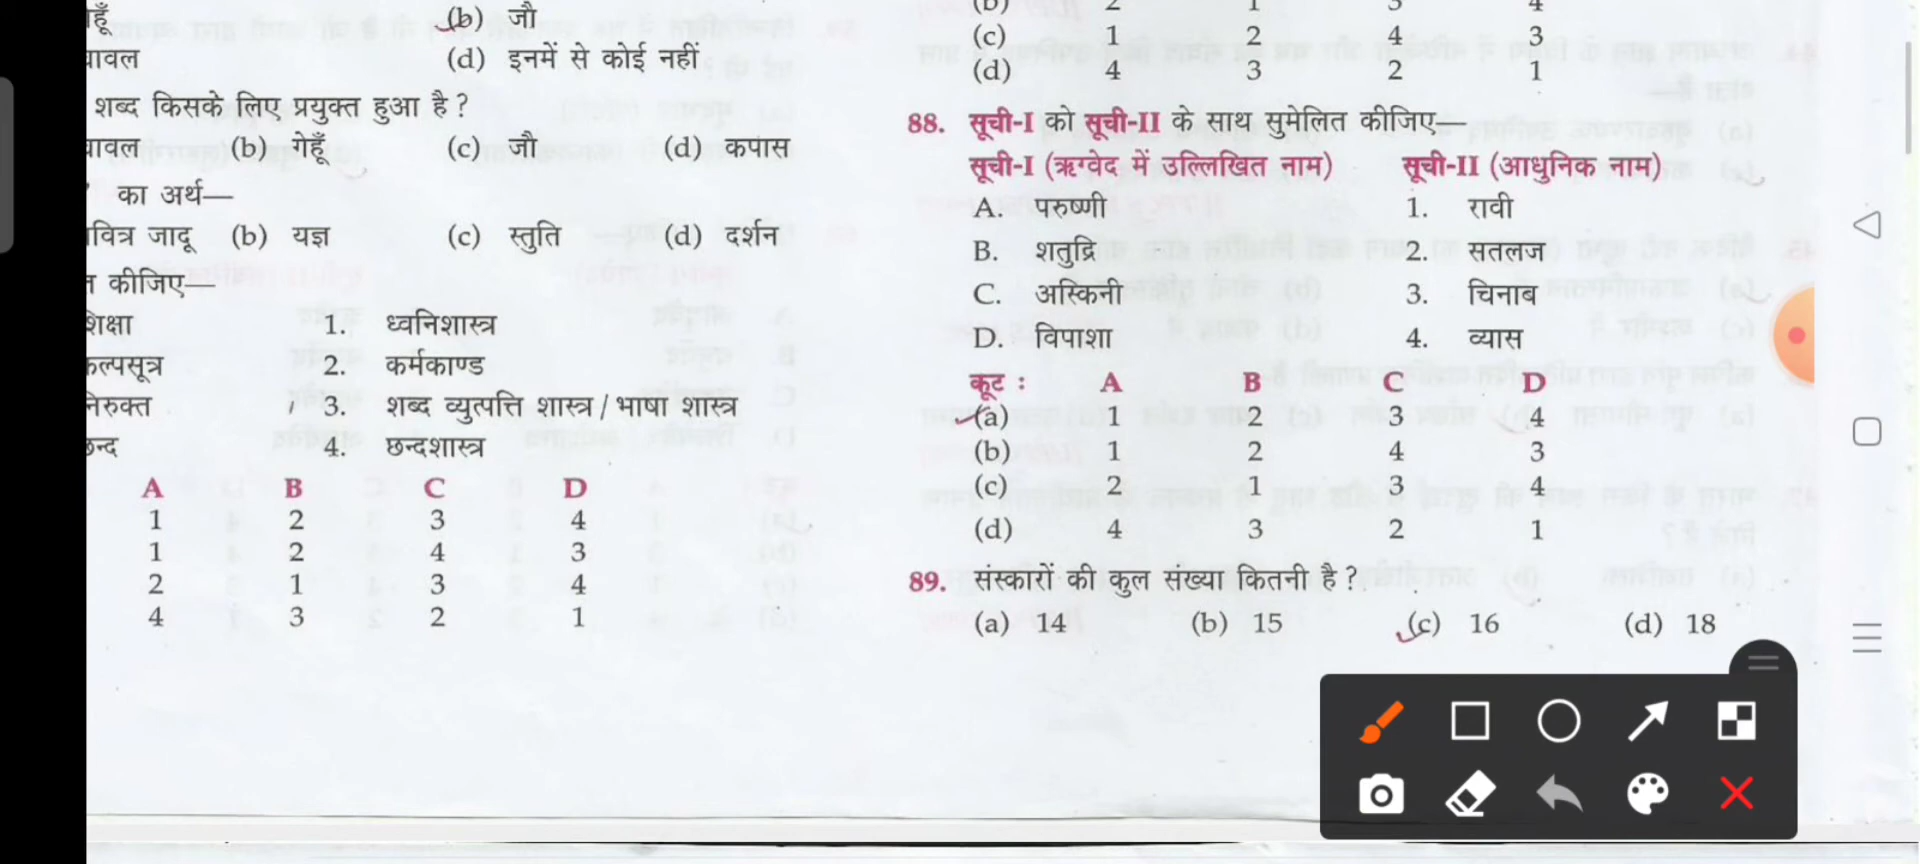 (b) जौ
(d) इनमें से कोई नहीं
शब्द किसके लिए प्रयुक्त हुआ है ?
(b) गेहूँ (c) जौ (d) कपास
का अर्थ—
(b) यज्ञ (c) स्तुति (d) दर्शन
कीजिए—
शिक्षा 1. ध्वनिशास्त्र
कल्पसूत्र 2. कर्मकाण्ड
निरुक्त 3. शब्द व्युत्पत्ति शास्त्र / भाषा शास्त्र
छन्द 4. छन्दशास्त्र
A B C D
1 2 3 4
1 2 4 3
2 1 3 4
4 3 2 1
(b) 2 1 3 4
(c) 1 2 4 3
(d) 4 3 2 1
88. सूची-I को सूची-II के साथ सुमेलित कीजिए—
सूची-I (ऋग्वेद में उल्लिखित नाम) सूची-II (आधुनिक नाम)
A. परुष्णी 1. रावी
B. शतुद्रि 2. सतलज
C. अस्किनी 3. चिनाब
D. विपाशा 4. व्यास
कूट : A B C D
(a) 1 2 3 4
(b) 1 2 4 3
(c) 2 1 3 4
(d) 4 3 2 1
89. संस्कारों की कुल संख्या कितनी है ?
(a) 14 (b) 15 (c) 16 (d) 18